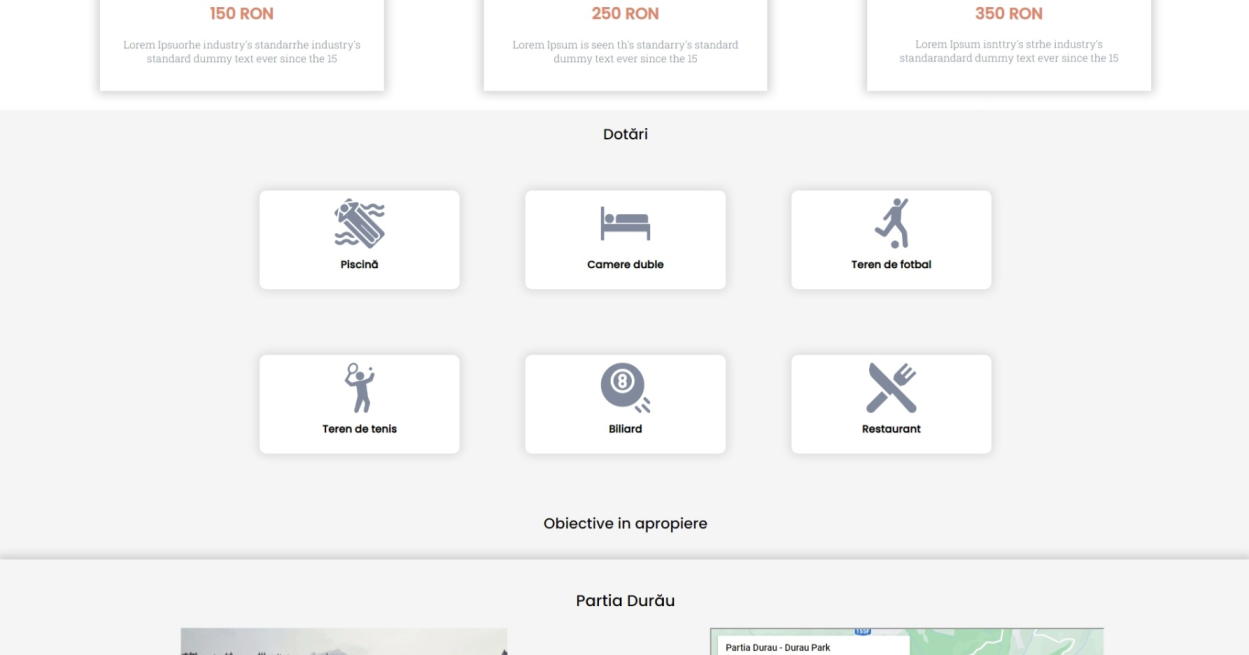 150 RON
250 RON
350 RON
Lorem Ipsuorhe industry's standarrhe industry's
standard dummy text ever since the 15
Lorem Ipsum is seen th's standarry's standard
dummy text ever since the 15
Lorem Ipsum isnttry's strhe industry's
standarandard dummy text ever since the 15
Dotări
Piscină
Camere duble
Teren de fotbal
8
Teren de tenis
Biliard
Restaurant
Obiective in apropiere
Partia Durău
155F
Partia Durau - Durau Park